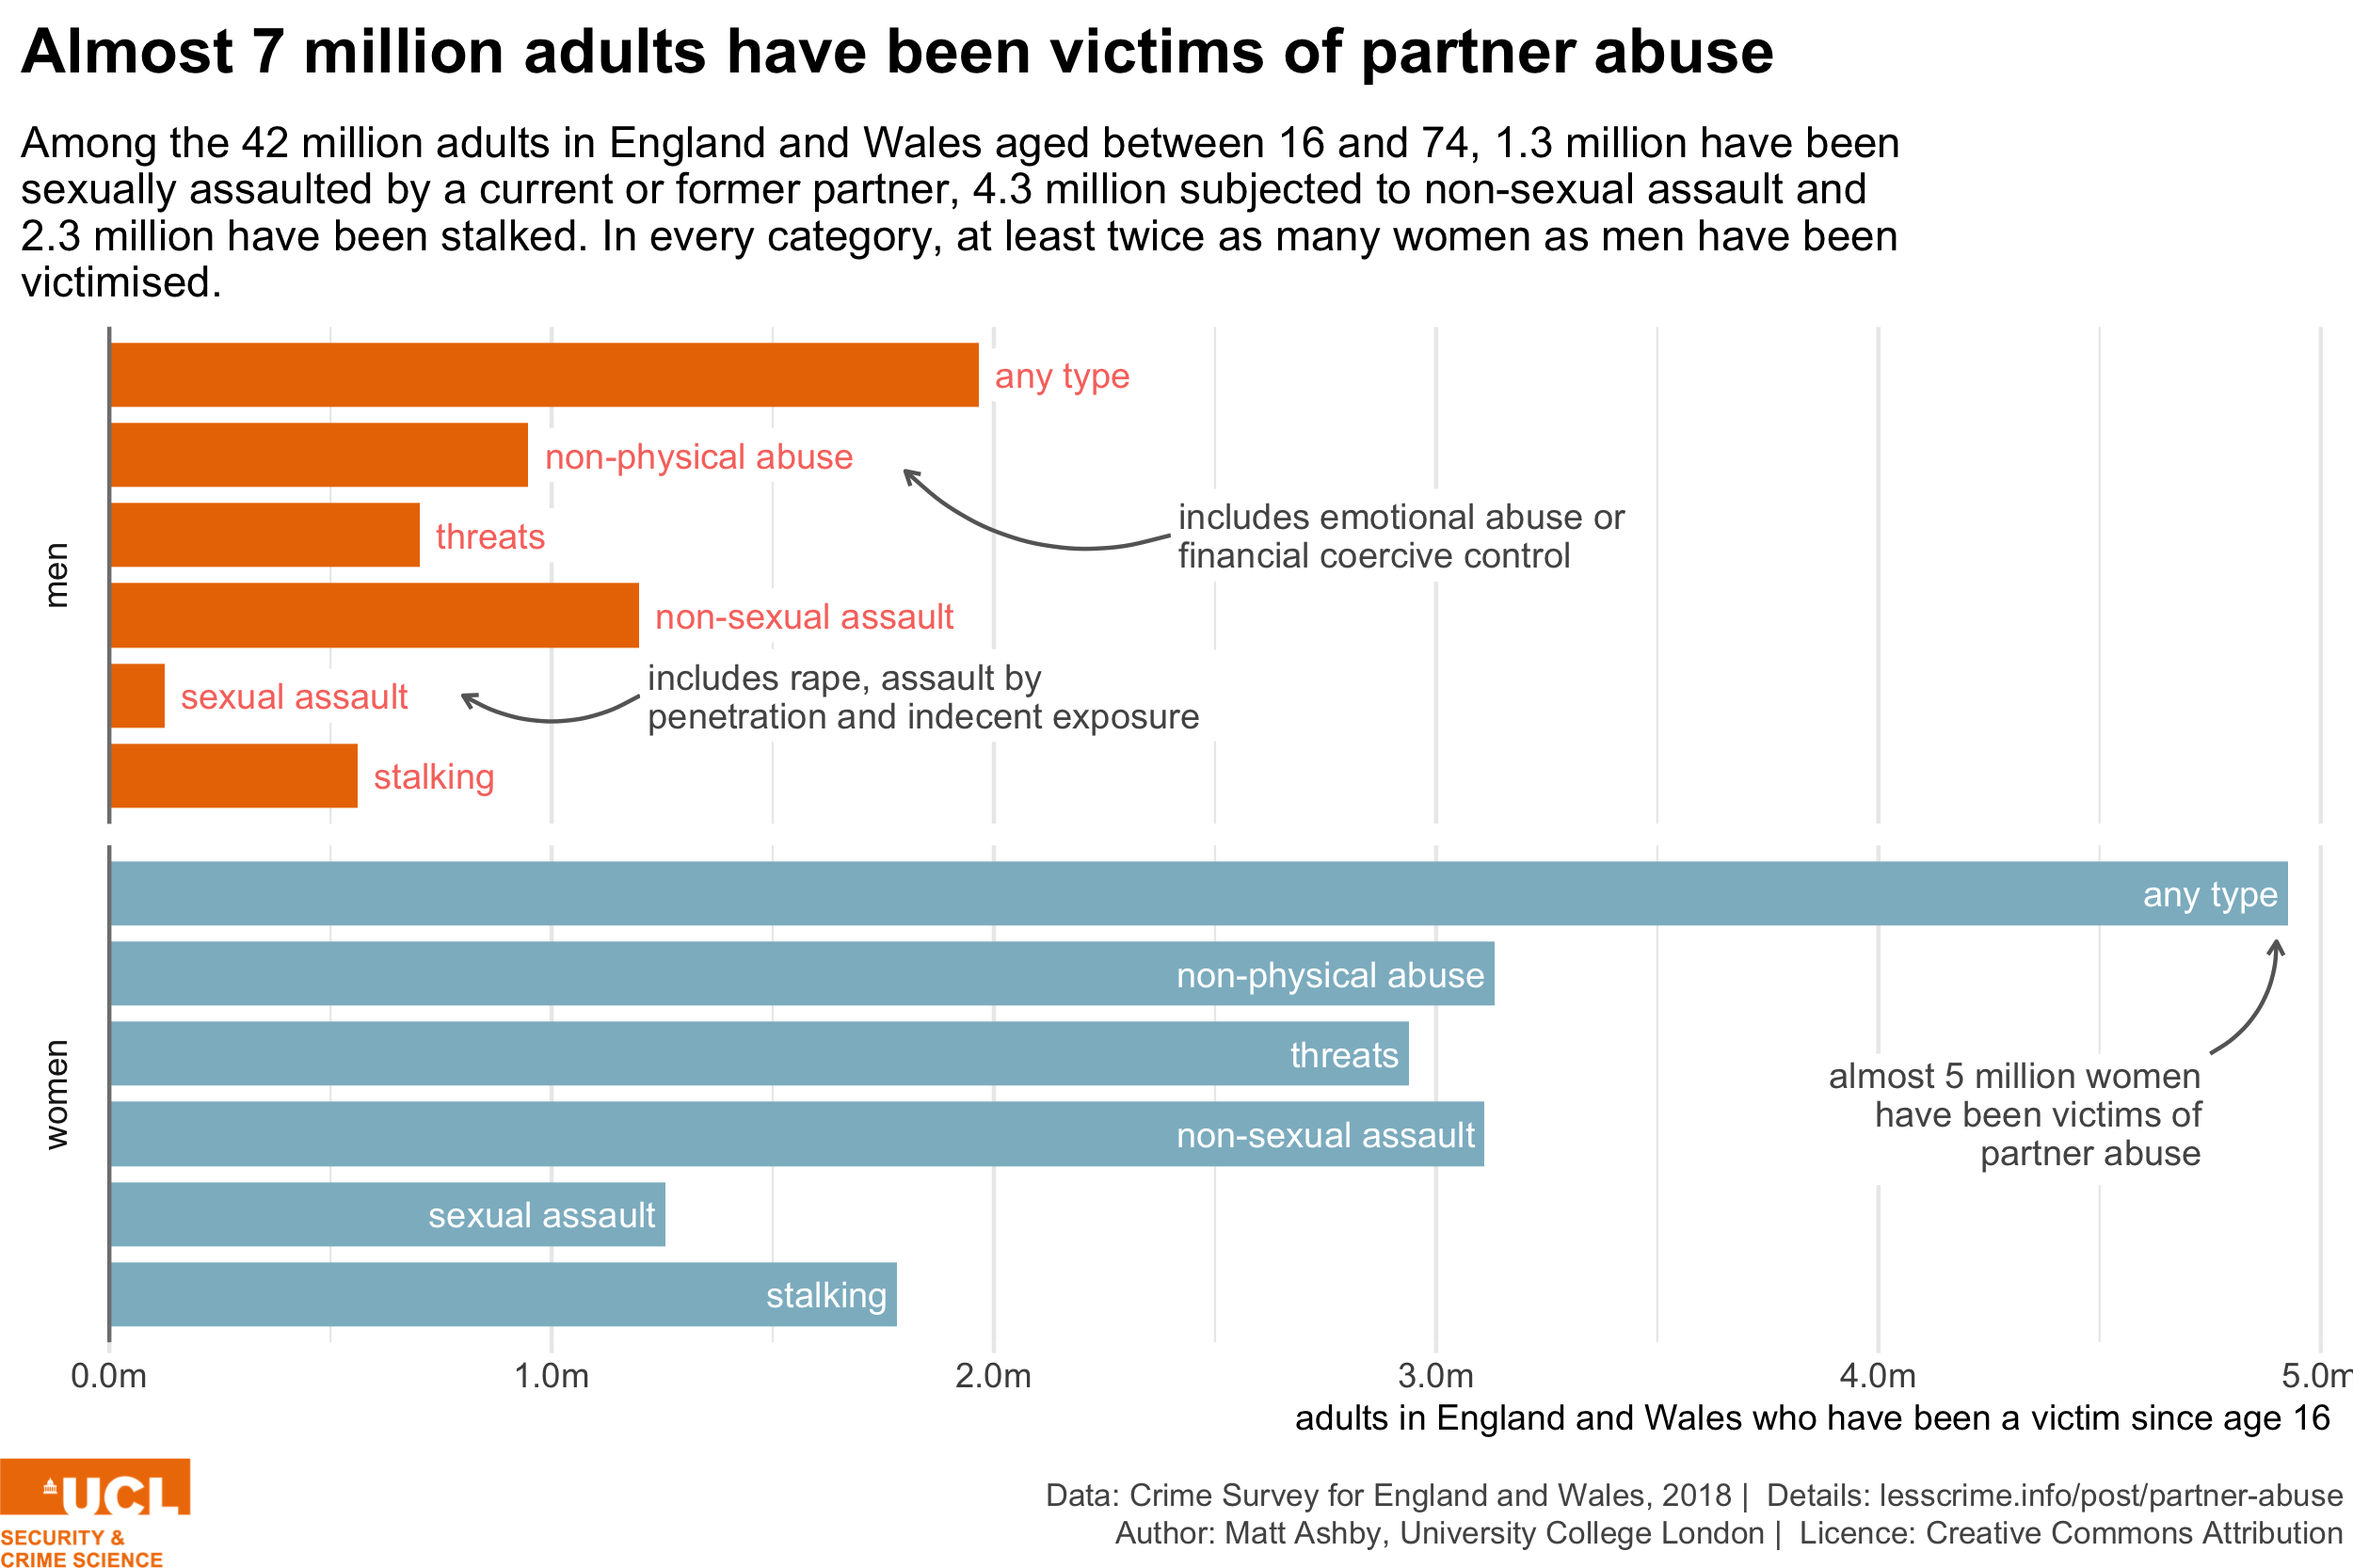 Almost 7 million adults have been victims of partner abuse
Among the 42 million adults in England and Wales aged between 16 and 74, 1.3 million have been
sexually assaulted by a current or former partner, 4.3 million subjected to non-sexual assault and
2.3 million have been stalked. In every category, at least twice as many women as men have been
victimised.
men
any type
non-physical abuse
includes emotional abuse or
financial coercive control
threats
non-sexual assault
includes rape, assault by
penetration and indecent exposure
sexual assault
stalking
women
any type
non-physical abuse
threats
almost 5 million women
have been victims of
partner abuse
non-sexual assault
sexual assault
stalking
0.0m 1.0m 2.0m 3.0m 4.0m 5.0m
adults in England and Wales who have been a victim since age 16
UCL
SECURITY &
CRIME SCIENCE
Data: Crime Survey for England and Wales, 2018 | Details: lesscrime.info/post/partner-abuse
Author: Matt Ashby, University College London | Licence: Creative Commons Attribution